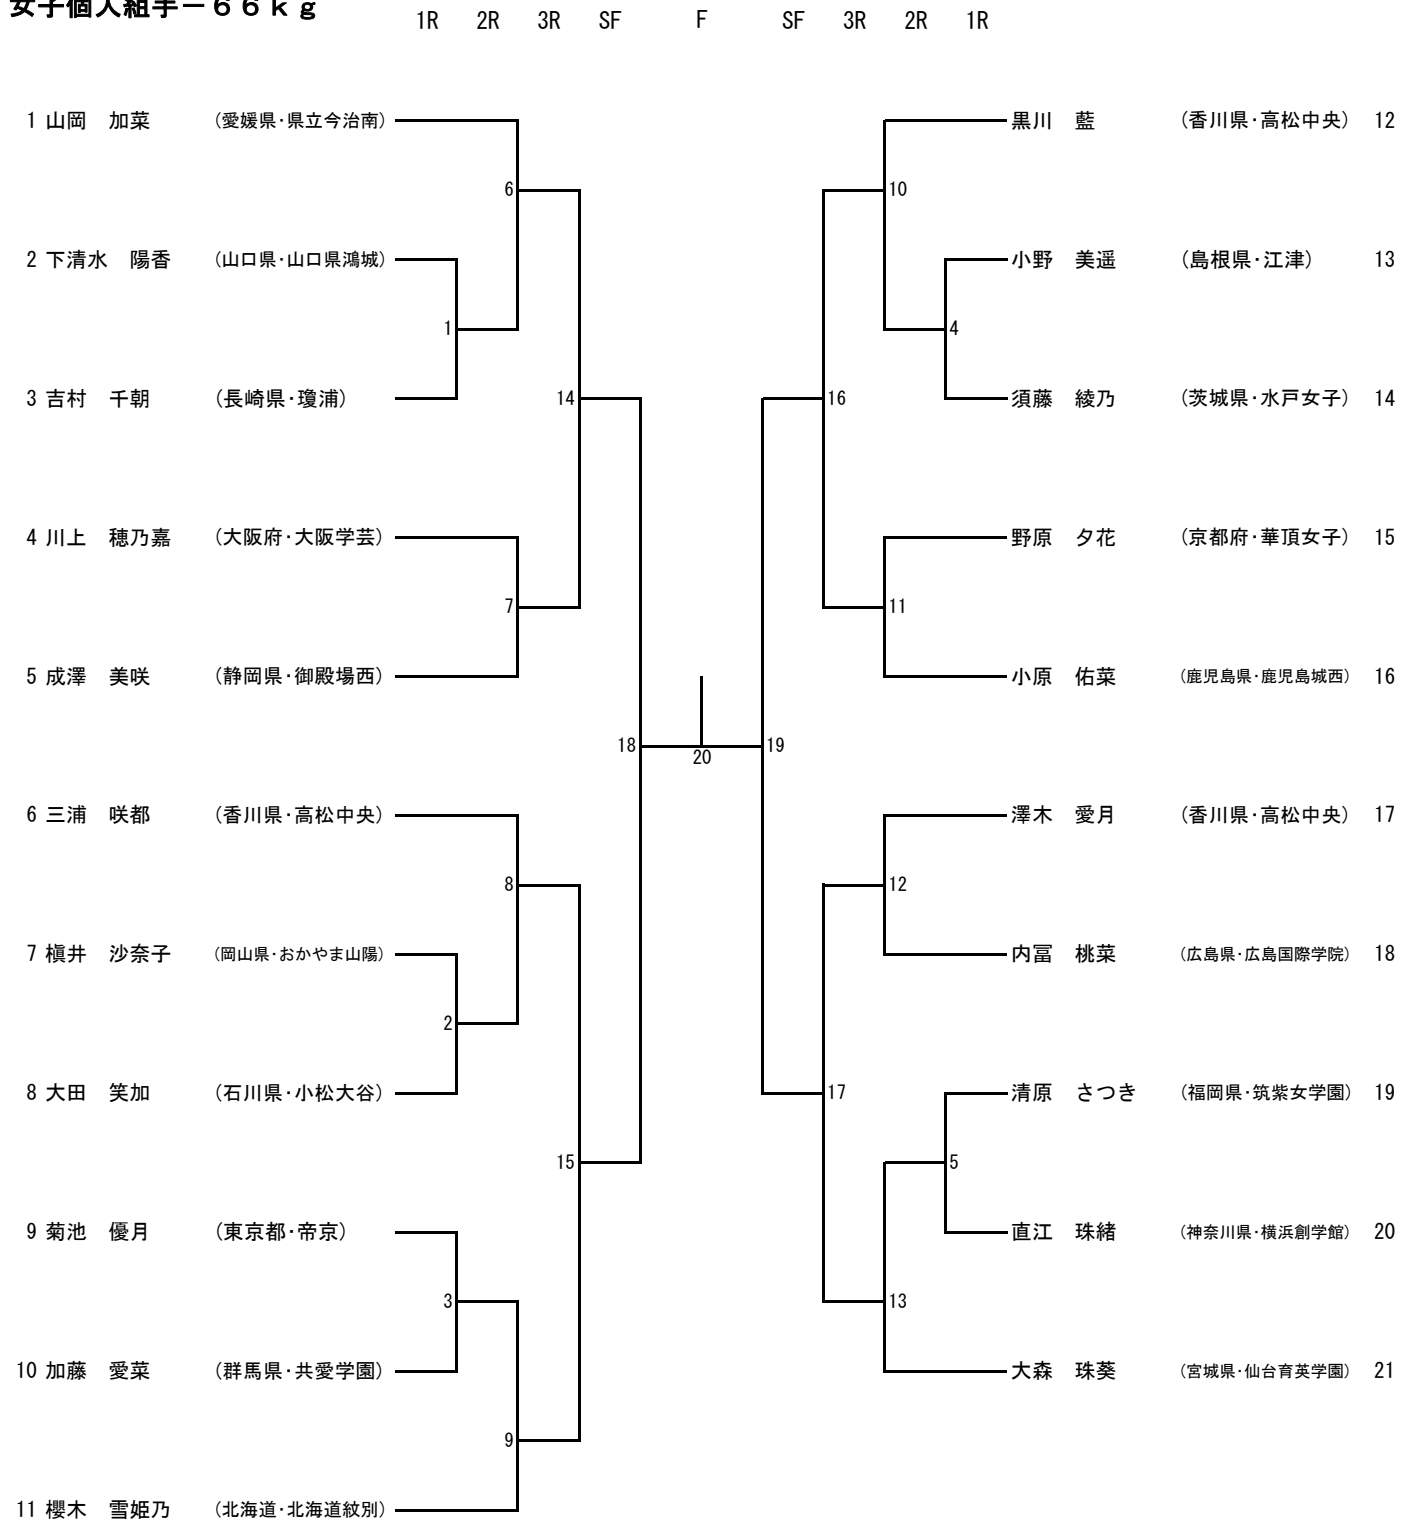 女子個人組手－６６ｋｇ
1R 2R 3R SF F SF 3R 2R 1R
1 山岡　加菜 (愛媛県･県立今治南) 黒川　藍 (香川県･高松中央) 12
6 10
2 下清水　陽香 (山口県･山口県鴻城) 小野　美遥 (島根県･江津) 13
1 4
3 吉村　千朝 (長崎県･瓊浦) 14 16 須藤　綾乃 (茨城県･水戸女子) 14
4 川上　穂乃嘉 (大阪府･大阪学芸) 野原　夕花 (京都府･華頂女子) 15
7 11
5 成澤　美咲 (静岡県･御殿場西) 小原　佑菜 (鹿児島県･鹿児島城西) 16
18 19
20
6 三浦　咲都 (香川県･高松中央) 澤木　愛月 (香川県･高松中央) 17
8 12
7 槇井　沙奈子 (岡山県･おかやま山陽) 内冨　桃菜 (広島県･広島国際学院) 18
2
8 大田　笑加 (石川県･小松大谷) 17 清原　さつき (福岡県･筑紫女学園) 19
15 5
9 菊池　優月 (東京都･帝京) 直江　珠緒 (神奈川県･横浜創学館) 20
3 13
10 加藤　愛菜 (群馬県･共愛学園) 大森　珠葵 (宮城県･仙台育英学園) 21
9
11 櫻木　雪姫乃 (北海道･北海道紋別)